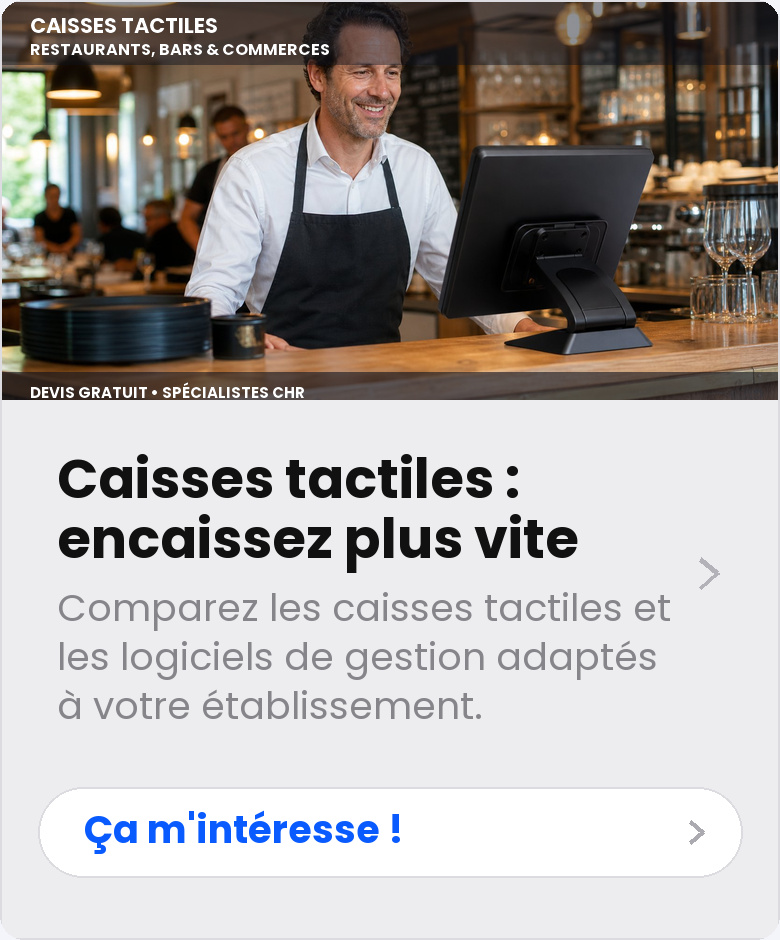 CAISSES TACTILES
RESTAURANTS, BARS & COMMERCES
DEVIS GRATUIT • SPÉCIALISTES CHR
Caisses tactiles :
encaissez plus vite
Comparez les caisses tactiles et
les logiciels de gestion adaptés
à votre établissement.
Ça m'intéresse !